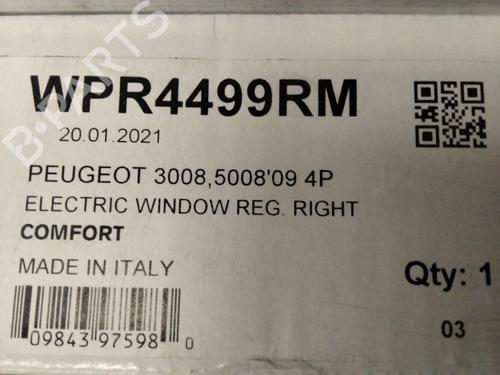 WPR4499RM
20.01.2021
PEUGEOT 3008,5008'09 4P
ELECTRIC WINDOW REG. RIGHT
COMFORT
MADE IN ITALY
Qty: 1
09843 97598 0
03
B-PARTS